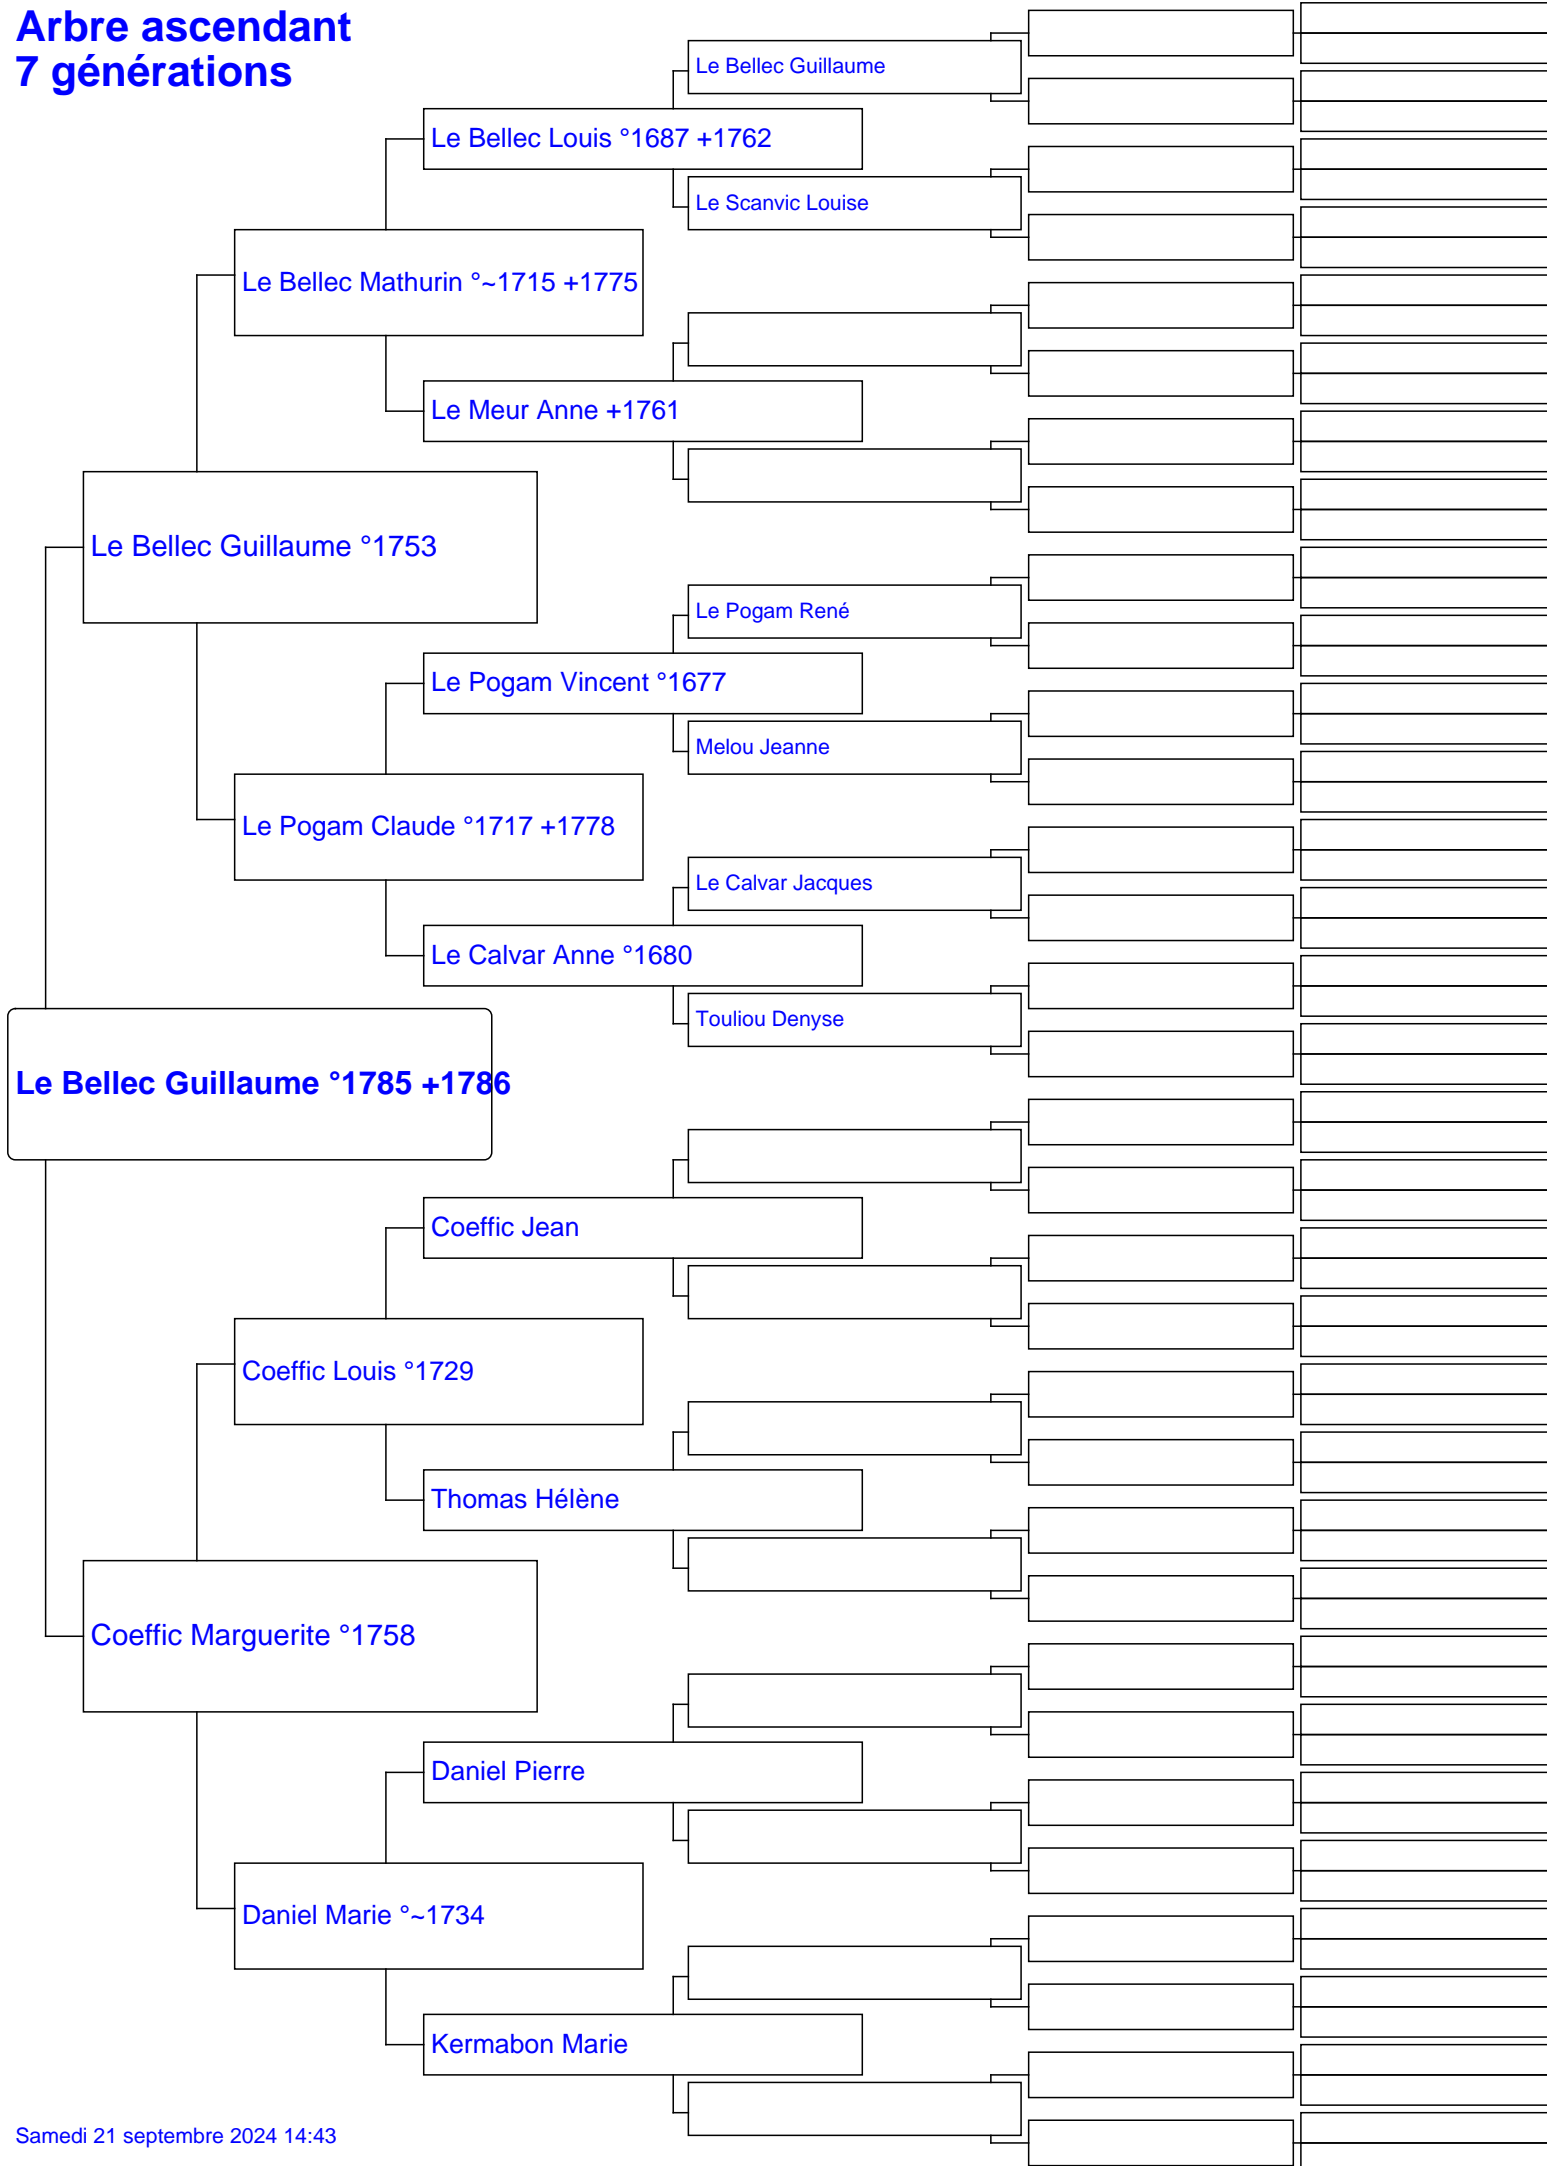 Arbre ascendant
7 générations
Le Bellec Guillaume
Le Bellec Louis °1687 +1762
Le Scanvic Louise
Le Bellec Mathurin °~1715 +1775
Le Meur Anne +1761
Le Bellec Guillaume °1753
Le Pogam René
Le Pogam Vincent °1677
Melou Jeanne
Le Pogam Claude °1717 +1778
Le Calvar Jacques
Le Calvar Anne °1680
Touliou Denyse
Le Bellec Guillaume °1785 +1786
Coeffic Jean
Coeffic Louis °1729
Thomas Hélène
Coeffic Marguerite °1758
Daniel Pierre
Daniel Marie °~1734
Kermabon Marie
Samedi 21 septembre 2024 14:43